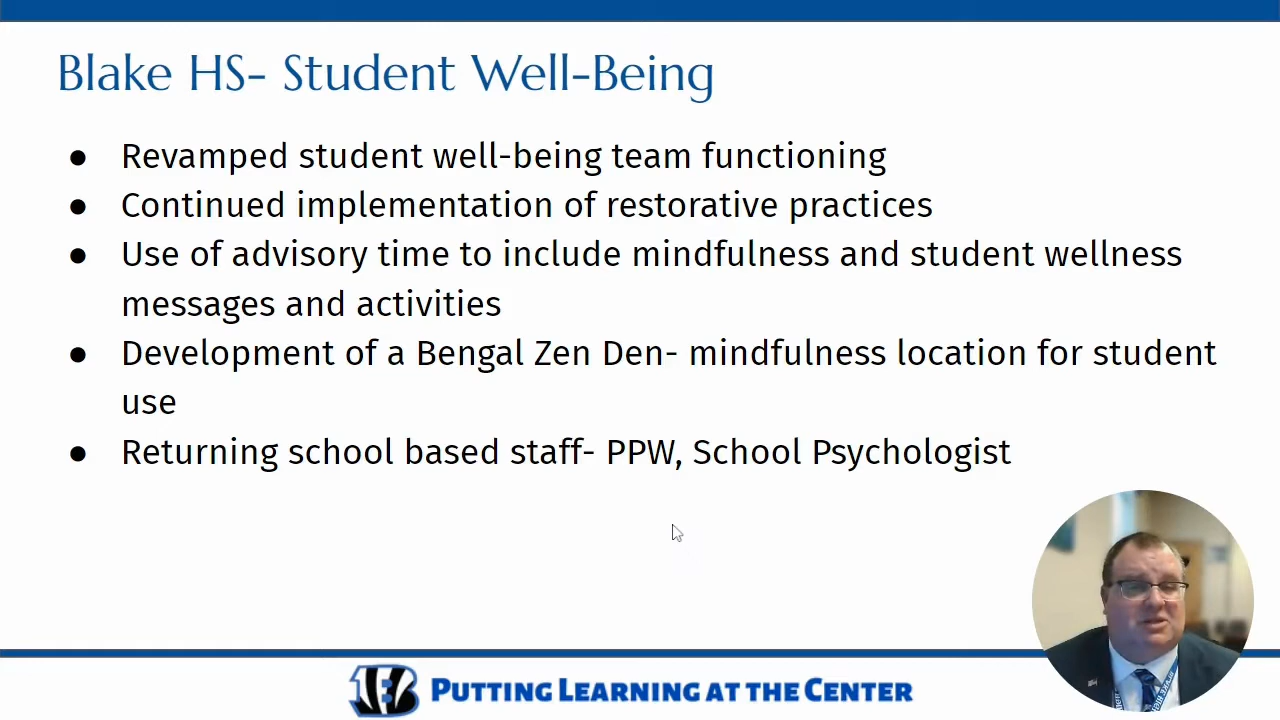 Blake HS- Student Well-Being
● Revamped student well-being team functioning
● Continued implementation of restorative practices
● Use of advisory time to include mindfulness and student wellness
messages and activities
● Development of a Bengal Zen Den- mindfulness location for student
use
● Returning school based staff- PPW, School Psychologist
PUTTING LEARNING AT THE CENTER